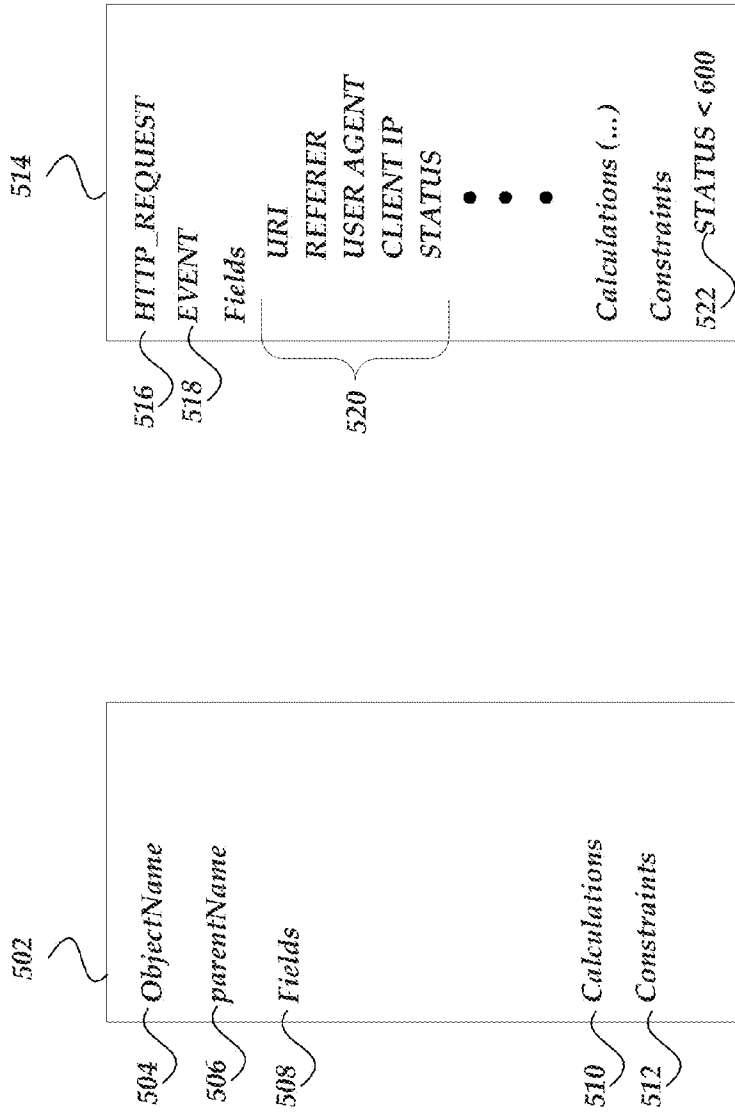 502
504 ObjectName
506 parentName
508 Fields
510 Calculations
512 Constraints
514
516 HTTP_REQUEST
518 EVENT
Fields
520
URI
REFERER
USER AGENT
CLIENT IP
STATUS
Calculations (...)
Constraints
522 STATUS < 600